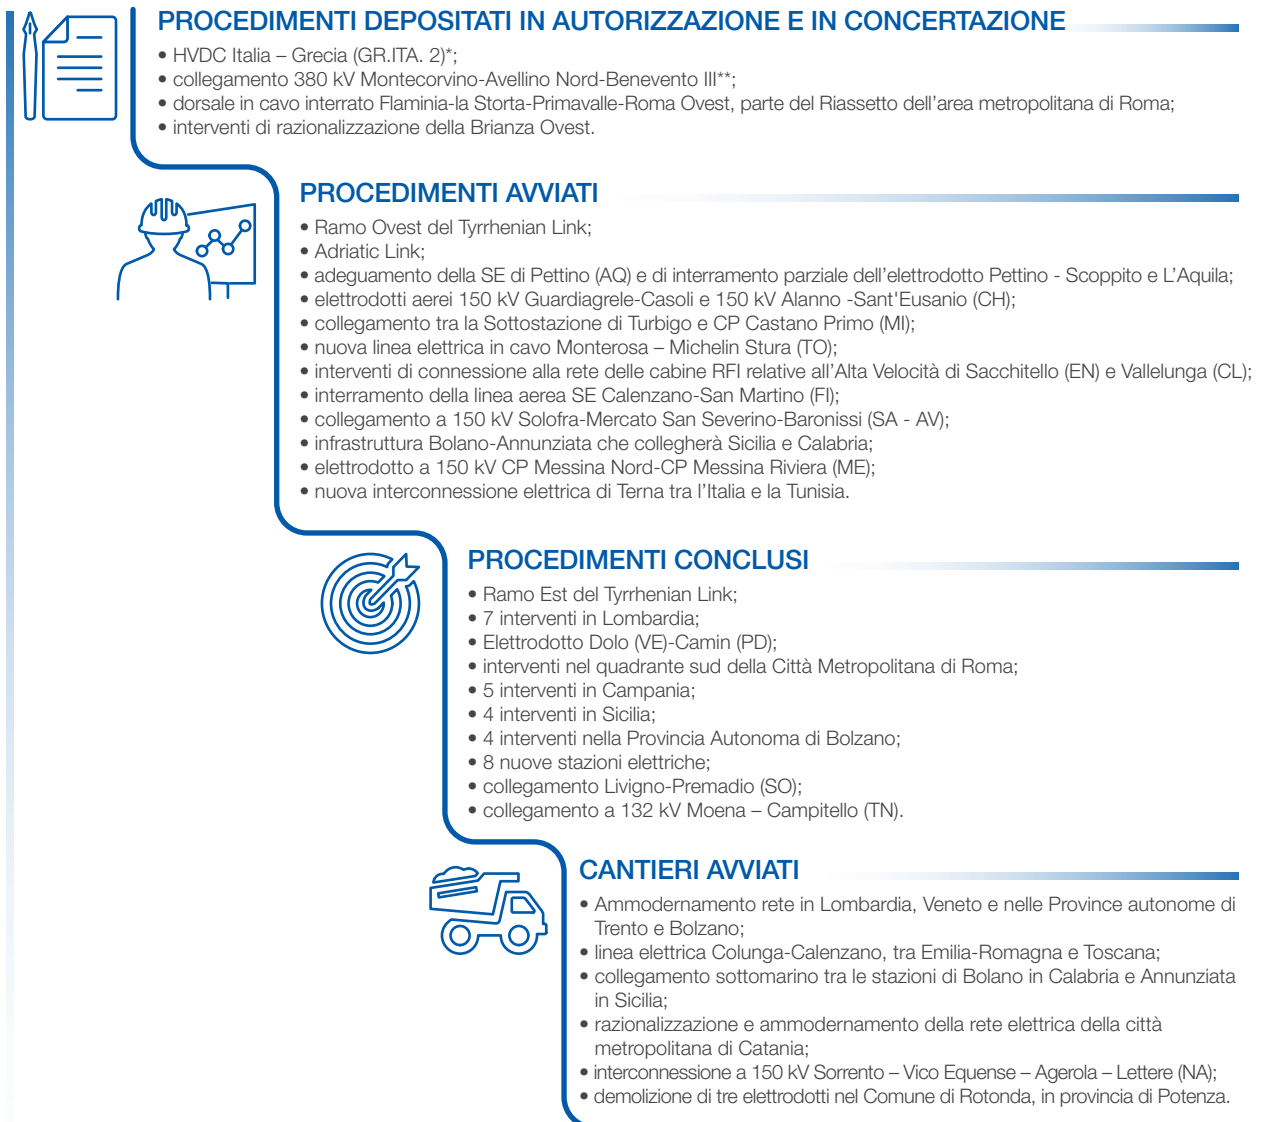 PROCEDIMENTI DEPOSITATI IN AUTORIZZAZIONE E IN CONCERTAZIONE
• HVDC Italia – Grecia (GR.ITA. 2)*;
• collegamento 380 kV Montecorvino-Avellino Nord-Benevento III**;
• dorsale in cavo interrato Flaminia-la Storta-Primavalle-Roma Ovest, parte del Riassetto dell'area metropolitana di Roma;
• interventi di razionalizzazione della Brianza Ovest.
PROCEDIMENTI AVVIATI
• Ramo Ovest del Tyrrhenian Link;
• Adriatic Link;
• adeguamento della SE di Pettino (AQ) e di interramento parziale dell'elettrodotto Pettino - Scoppito e L'Aquila;
• elettrodotti aerei 150 kV Guardiagrele-Casoli e 150 kV Alanno -Sant'Eusanio (CH);
• collegamento tra la Sottostazione di Turbigo e CP Castano Primo (MI);
• nuova linea elettrica in cavo Monterosa – Michelin Stura (TO);
• interventi di connessione alla rete delle cabine RFI relative all'Alta Velocità di Sacchitello (EN) e Vallelunga (CL);
• interramento della linea aerea SE Calenzano-San Martino (FI);
• collegamento a 150 kV Solofra-Mercato San Severino-Baronissi (SA - AV);
• infrastruttura Bolano-Annunziata che collegherà Sicilia e Calabria;
• elettrodotto a 150 kV CP Messina Nord-CP Messina Riviera (ME);
• nuova interconnessione elettrica di Terna tra l'Italia e la Tunisia.
PROCEDIMENTI CONCLUSI
• Ramo Est del Tyrrhenian Link;
• 7 interventi in Lombardia;
• Elettrodotto Dolo (VE)-Camin (PD);
• interventi nel quadrante sud della Città Metropolitana di Roma;
• 5 interventi in Campania;
• 4 interventi in Sicilia;
• 4 interventi nella Provincia Autonoma di Bolzano;
• 8 nuove stazioni elettriche;
• collegamento Livigno-Premadio (SO);
• collegamento a 132 kV Moena – Campitello (TN).
CANTIERI AVVIATI
• Ammodernamento rete in Lombardia, Veneto e nelle Province autonome di
Trento e Bolzano;
• linea elettrica Colunga-Calenzano, tra Emilia-Romagna e Toscana;
• collegamento sottomarino tra le stazioni di Bolano in Calabria e Annunziata
in Sicilia;
• razionalizzazione e ammodernamento della rete elettrica della città
metropolitana di Catania;
• interconnessione a 150 kV Sorrento – Vico Equense – Agerola – Lettere (NA);
• demolizione di tre elettrodotti nel Comune di Rotonda, in provincia di Potenza.